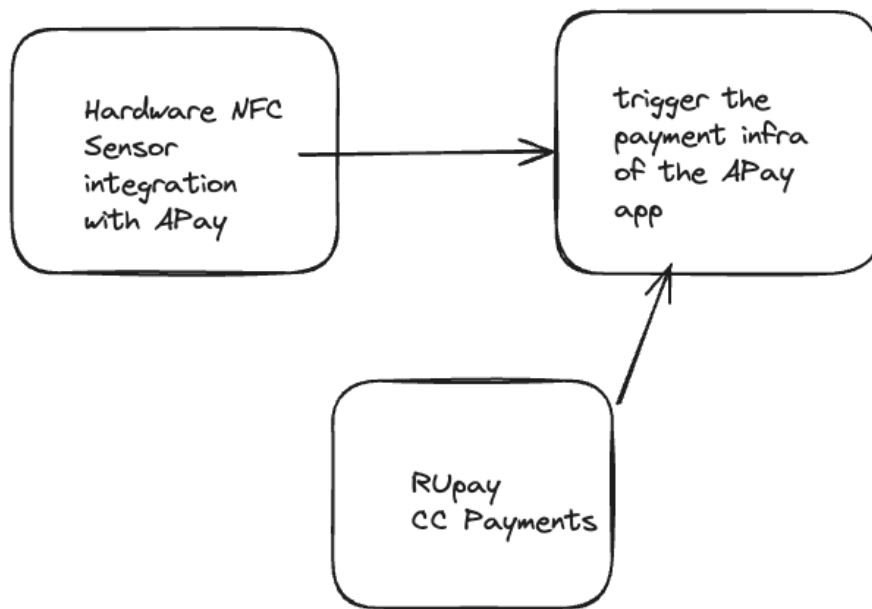 Hardware NFC
Sensor
integration
with APay
trigger the
payment infra
of the APay
app
RUpay
CC Payments